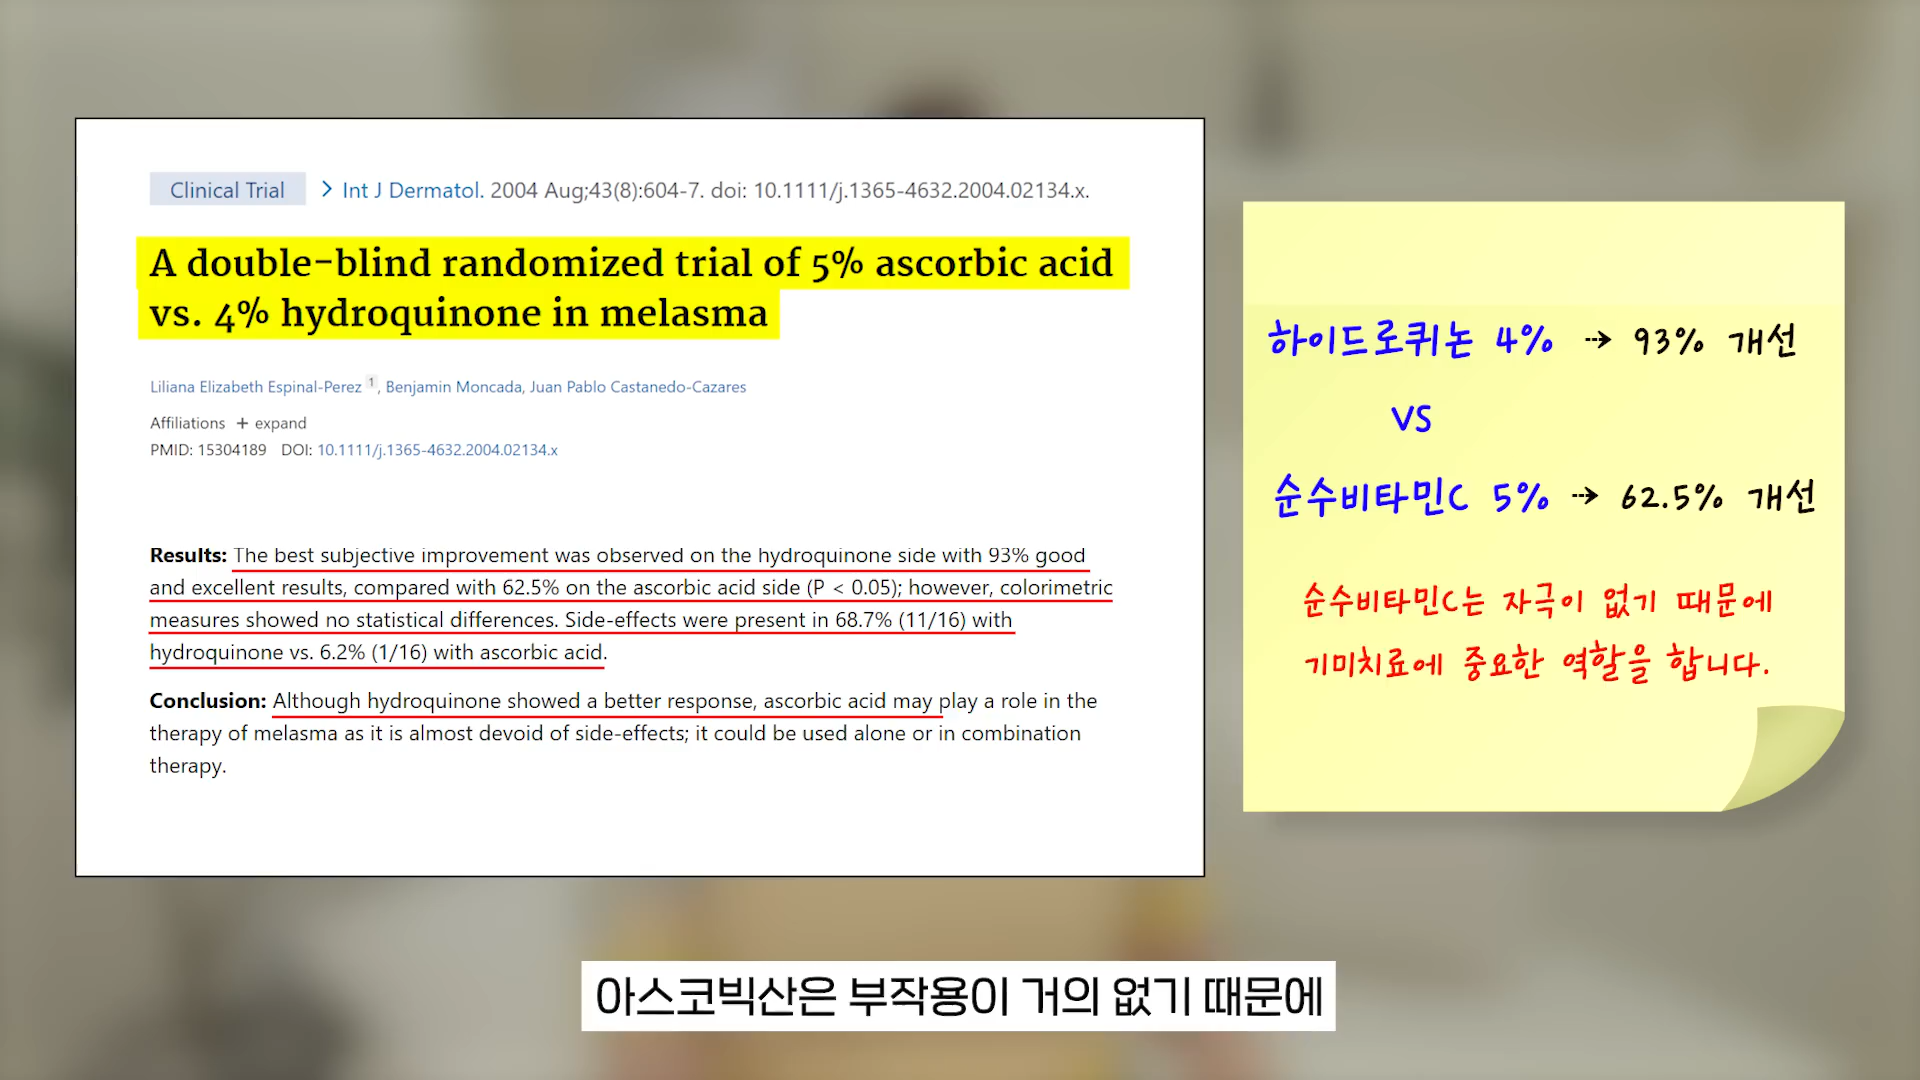 Clinical Trial > Int J Dermatol. 2004 Aug;43(8):604-7. doi: 10.1111/j.1365-4632.2004.02134.x.
A double-blind randomized trial of 5% ascorbic acid
vs. 4% hydroquinone in melasma
Liliana Elizabeth Espinal-Perez 1, Benjamin Moncada, Juan Pablo Castanedo-Cazares
Affiliations + expand
PMID: 15304189 DOI: 10.1111/j.1365-4632.2004.02134.x
Results: The best subjective improvement was observed on the hydroquinone side with 93% good
and excellent results, compared with 62.5% on the ascorbic acid side (P < 0.05); however, colorimetric
measures showed no statistical differences. Side-effects were present in 68.7% (11/16) with
hydroquinone vs. 6.2% (1/16) with ascorbic acid.
Conclusion: Although hydroquinone showed a better response, ascorbic acid may play a role in the
therapy of melasma as it is almost devoid of side-effects; it could be used alone or in combination
therapy.
하이드로퀴논 4% ⇢ 93% 개선
VS
순수비타민C 5% ⇢ 62.5% 개선
순수비타민C는 자극이 없기 때문에
기미치료에 중요한 역할을 합니다.
아스코빅산은 부작용이 거의 없기 때문에